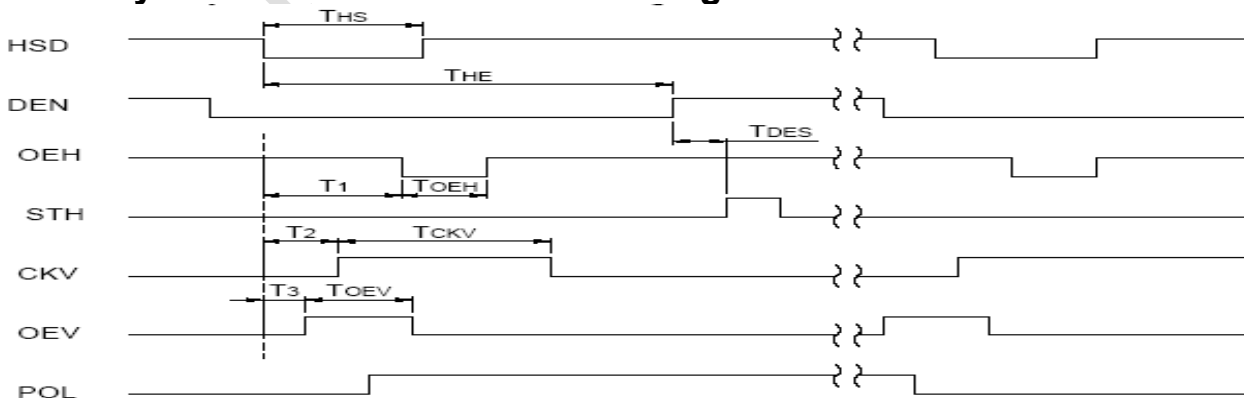 THS
HSD
THE
DEN
TDES
OEH
T1 TOEH
STH
T2 TCKV
CKV
T3 TOEV
OEV
POL